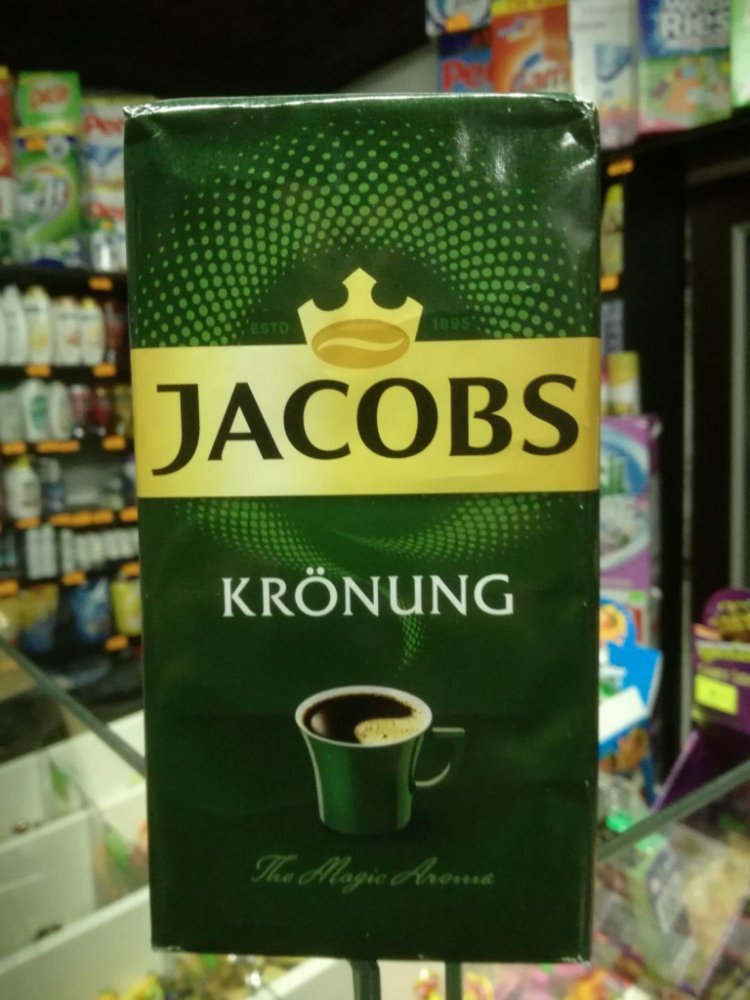 ESTD 1895
JACOBS
KRÖNUNG
The Magic Aroma